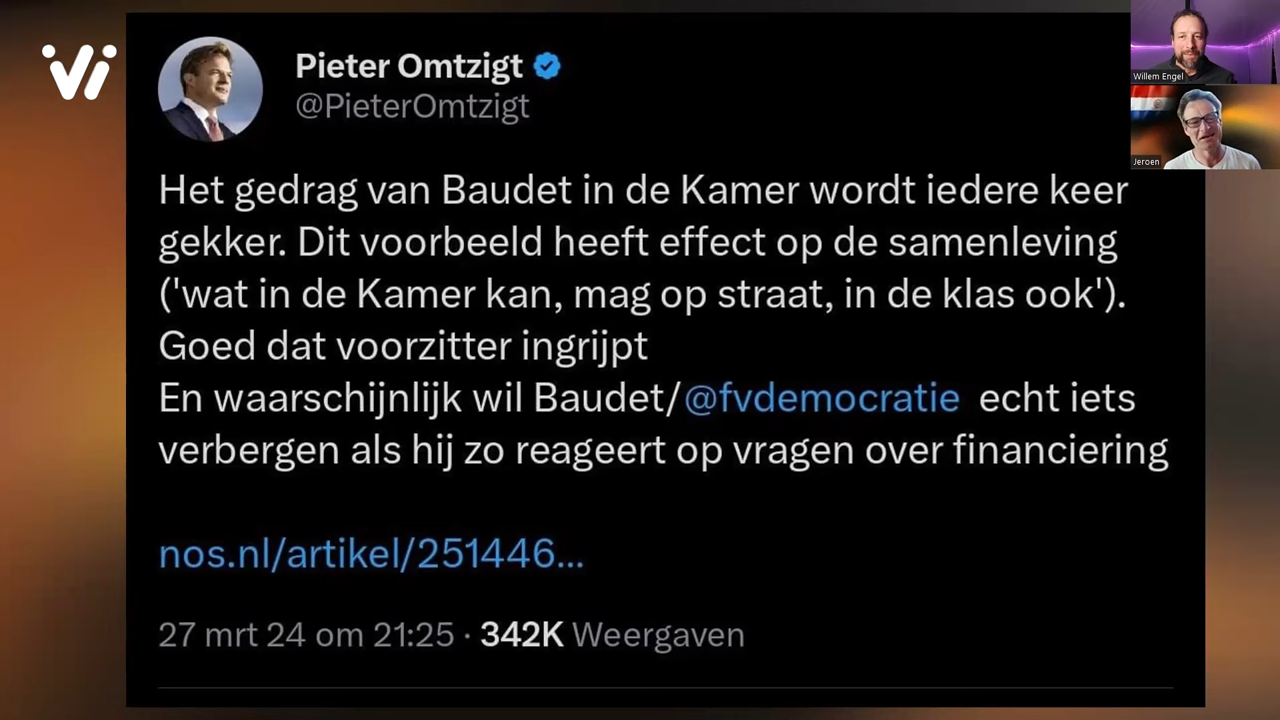 Vi
Pieter Omtzigt
@PieterOmtzigt
Het gedrag van Baudet in de Kamer wordt iedere keer
gekker. Dit voorbeeld heeft effect op de samenleving
('wat in de Kamer kan, mag op straat, in de klas ook').
Goed dat voorzitter ingrijpt
En waarschijnlijk wil Baudet/@fvdemocratie echt iets
verbergen als hij zo reageert op vragen over financiering
nos.nl/artikel/251446...
27 mrt 24 om 21:25 · 342K Weergaven
Willem Engel
Jeroen